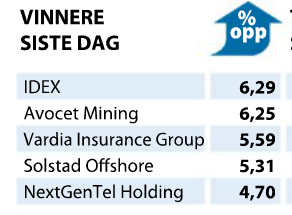 VINNERE
SISTE DAG
% opp
IDEX 6,29
Avocet Mining 6,25
Vardia Insurance Group 5,59
Solstad Offshore 5,31
NextGenTel Holding 4,70